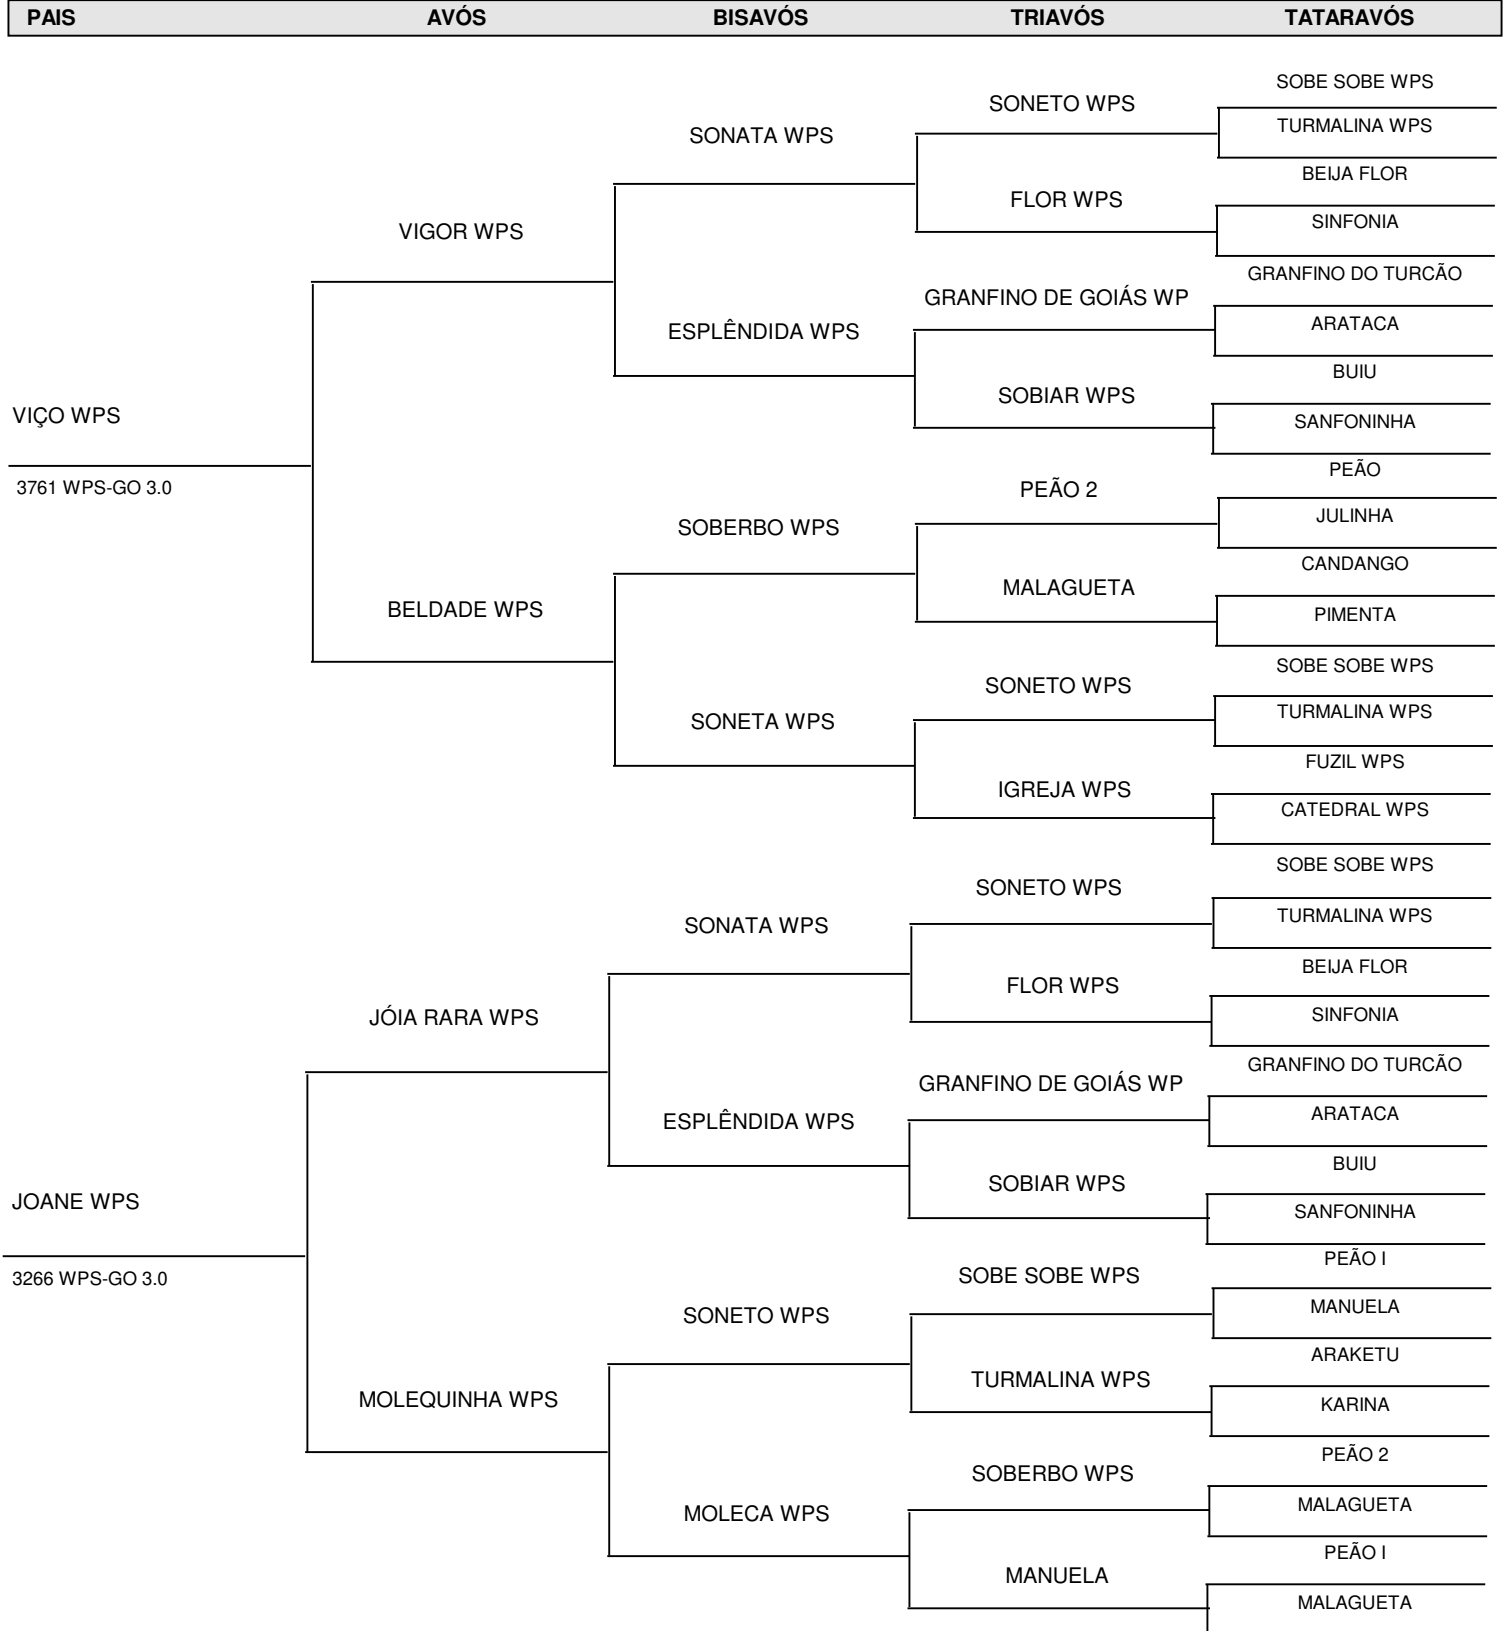 PAIS AVÓS BISAVÓS TRIAVÓS TATARAVÓS
SOBE SOBE WPS
SONETO WPS
TURMALINA WPS
SONATA WPS
BEIJA FLOR
FLOR WPS
SINFONIA
VIGOR WPS
GRANFINO DO TURCÃO
GRANFINO DE GOIÁS WP
ARATACA
ESPLÊNDIDA WPS
BUIU
SOBIAR WPS
SANFONINHA
VIÇO WPS
3761 WPS-GO 3.0
PEÃO
PEÃO 2
JULINHA
SOBERBO WPS
CANDANGO
MALAGUETA
PIMENTA
BELDADE WPS
SOBE SOBE WPS
SONETO WPS
TURMALINA WPS
SONETA WPS
FUZIL WPS
IGREJA WPS
CATEDRAL WPS
SOBE SOBE WPS
SONETO WPS
TURMALINA WPS
SONATA WPS
BEIJA FLOR
FLOR WPS
SINFONIA
JÓIA RARA WPS
GRANFINO DO TURCÃO
GRANFINO DE GOIÁS WP
ARATACA
ESPLÊNDIDA WPS
BUIU
SOBIAR WPS
SANFONINHA
JOANE WPS
3266 WPS-GO 3.0
PEÃO I
SOBE SOBE WPS
MANUELA
SONETO WPS
ARAKETU
TURMALINA WPS
KARINA
MOLEQUINHA WPS
PEÃO 2
SOBERBO WPS
MALAGUETA
MOLECA WPS
PEÃO I
MANUELA
MALAGUETA